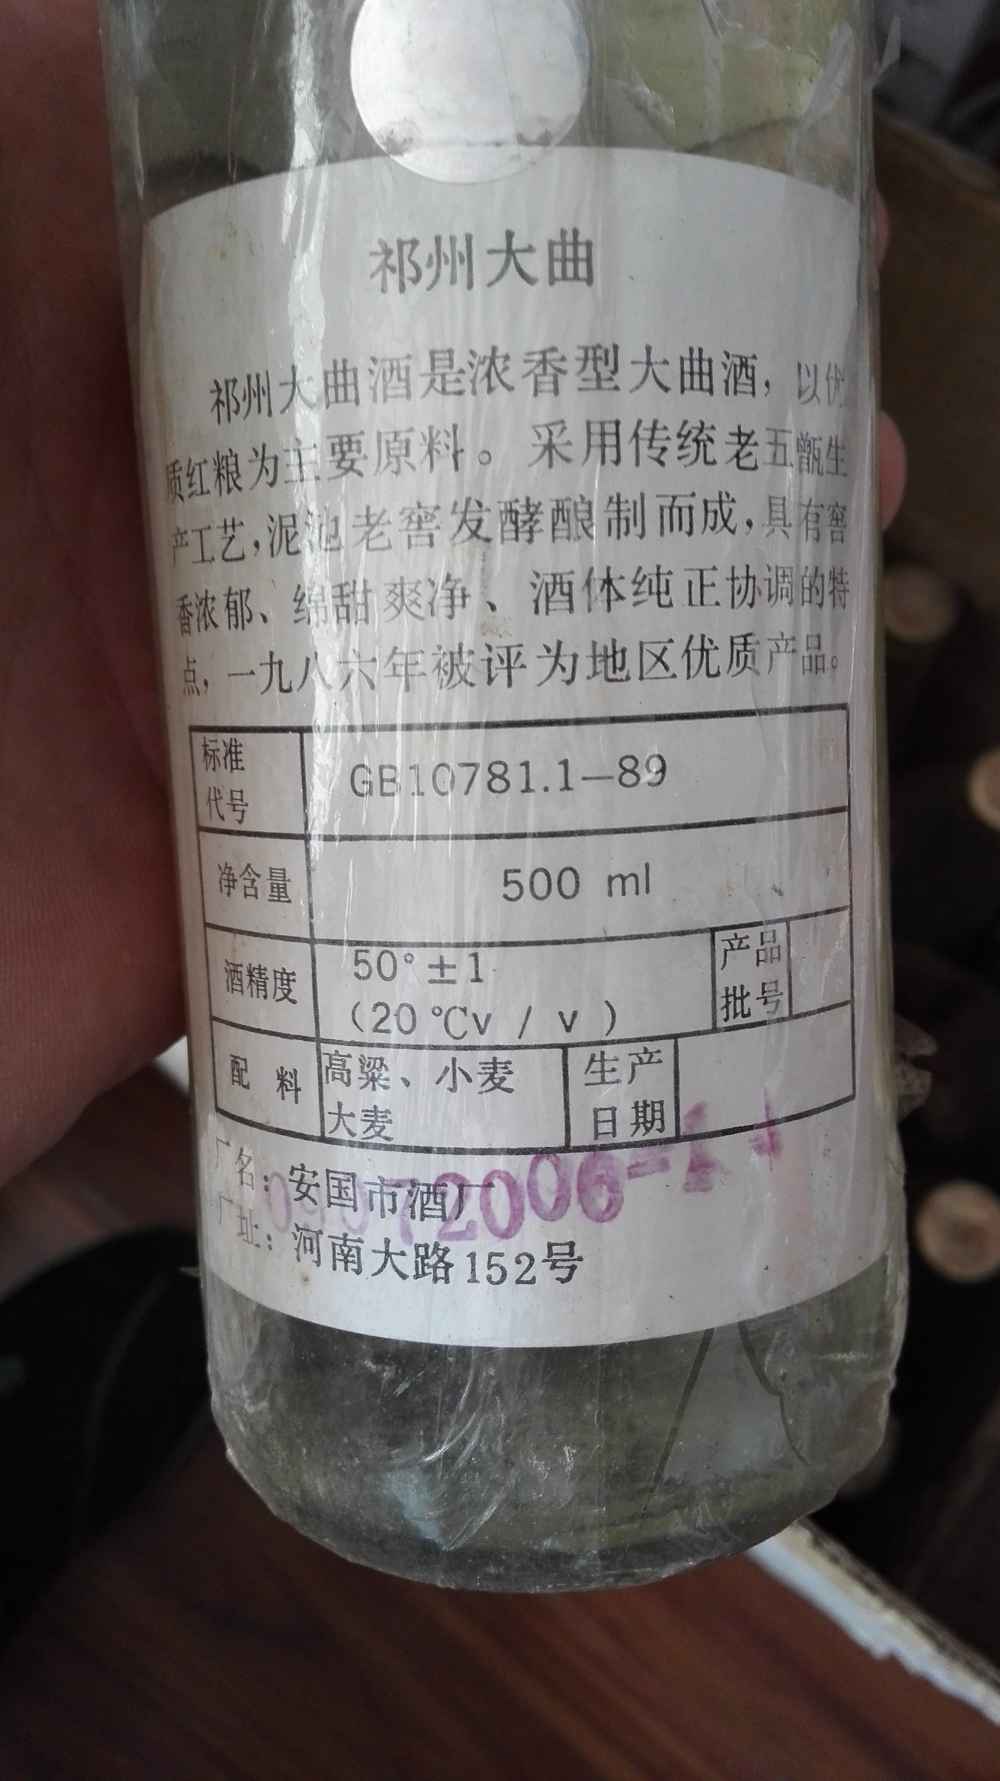 祁州大曲
祁州大曲酒是浓香型大曲酒，以优
质红粮为主要原料。采用传统老五甑生
产工艺，泥池老窖发酵酿制而成，具有窖
香浓郁、绵甜爽净、酒体纯正协调的特
点，一九八六年被评为地区优质产品。
标准代号 GB10781.1—89
净含量 500 ml
酒精度 50°±1 (20℃v / v) 产品批号
配料 高粱、小麦 大麦 生产日期
厂名：安国市酒厂
2006-1
厂址：河南大路152号